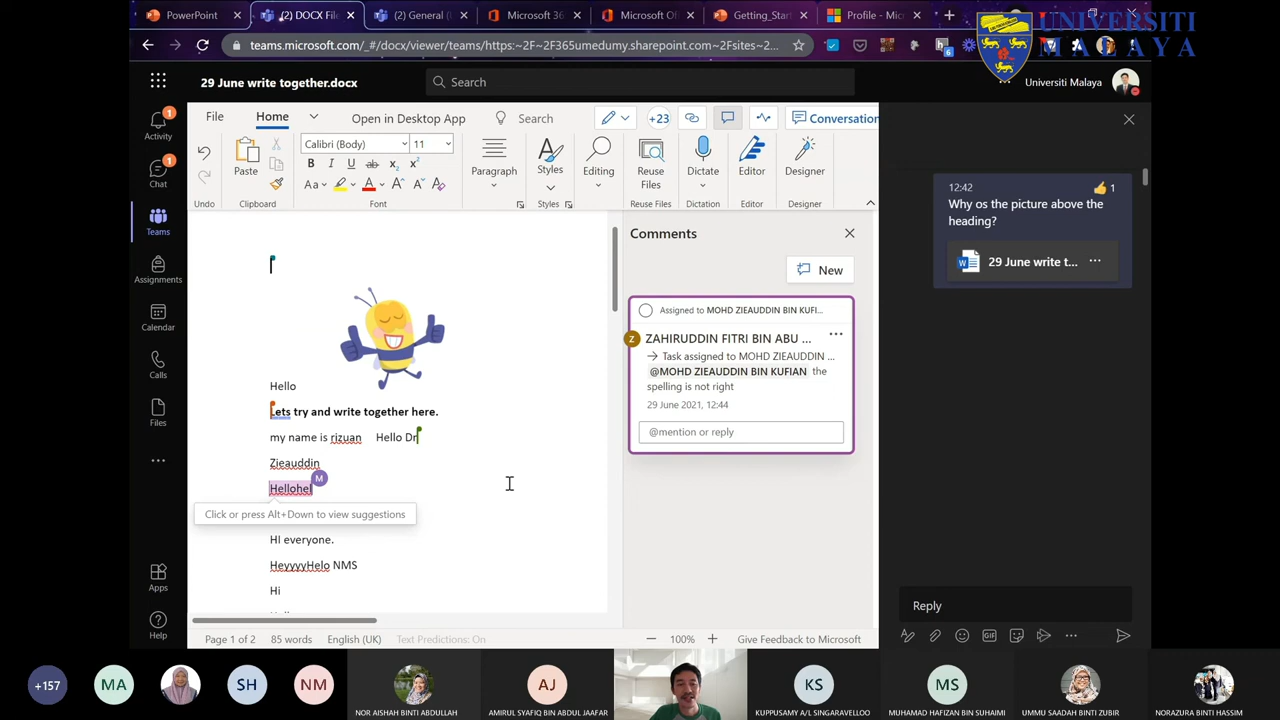 PowerPoint
(2) DOCX Fil
(2) General (
Microsoft 36
Microsoft Of
Getting_Star
Profile - Mic
UNIVERSITI
MALAYA
teams.microsoft.com/_#/docx/viewer/teams/https:~2F~2F365umedumy.sharepoint.com~2Fsites~2...
29 June write together.docx
Search
Universiti Malaya
File
Home
Open in Desktop App
Search
+23
Conversation
Calibri (Body)
11
Undo
Paste
Clipboard
Font
Paragraph
Styles
Styles
Editing
Reuse
Files
Reuse Files
Dictate
Dictation
Editor
Editor
Designer
Designer
Activity
Chat
Teams
Assignments
Calendar
Calls
Files
Apps
Help
Hello
Lets try and write together here.
my name is rizuan Hello Dr
Zieauddin
Hellohel
M
Click or press Alt+Down to view suggestions
HI everyone.
HeyyyyHelo NMS
Hi
Comments
New
Assigned to MOHD ZIEAUDDIN BIN KUFI...
Z
ZAHIRUDDIN FITRI BIN ABU ...
Task assigned to MOHD ZIEAUDDIN ...
@MOHD ZIEAUDDIN BIN KUFIAN the
spelling is not right
29 June 2021, 12:44
@mention or reply
12:42
1
Why os the picture above the
heading?
29 June write t...
Reply
Page 1 of 2
85 words
English (UK)
Text Predictions: On
100%
Give Feedback to Microsoft
+157
MA
SH
NM
NOR AISHAH BINTI ABDULLAH
AJ
AMIRUL SYAFIQ BIN ABDUL JAAFAR
KS
KUPPUSAMY A/L SINGARAVELLOO
MS
MUHAMAD HAFIZAN BIN SUHAIMI
UMMU SAADAH BINTI ZUBIR
NORAZURA BINTI HASSIM